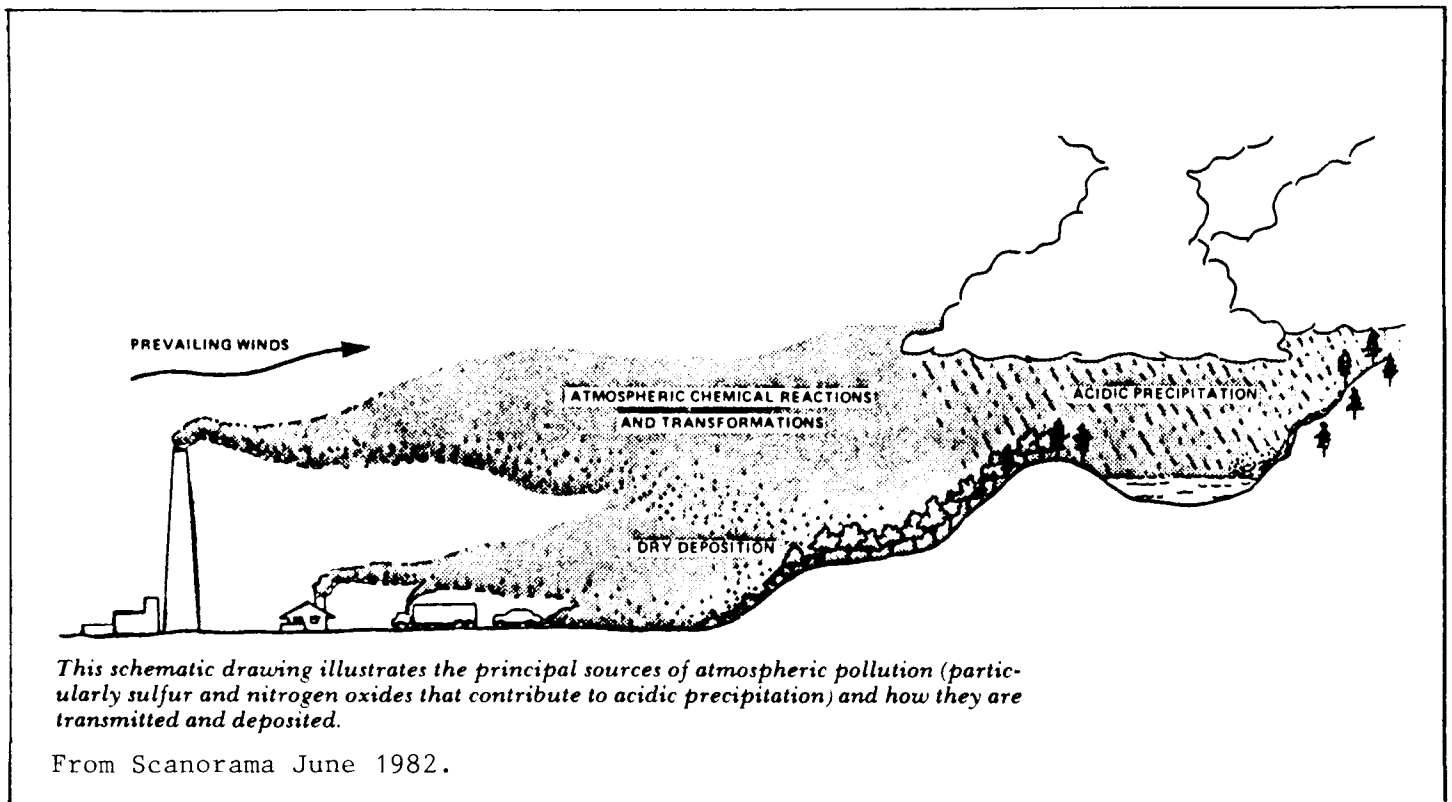 PREVAILING WINDS
ATMOSPHERIC CHEMICAL REACTIONS
AND TRANSFORMATIONS
ACIDIC PRECIPITATION
DRY DEPOSITION
This schematic drawing illustrates the principal sources of atmospheric pollution (partic-
ularly sulfur and nitrogen oxides that contribute to acidic precipitation) and how they are
transmitted and deposited.
From Scanorama June 1982.